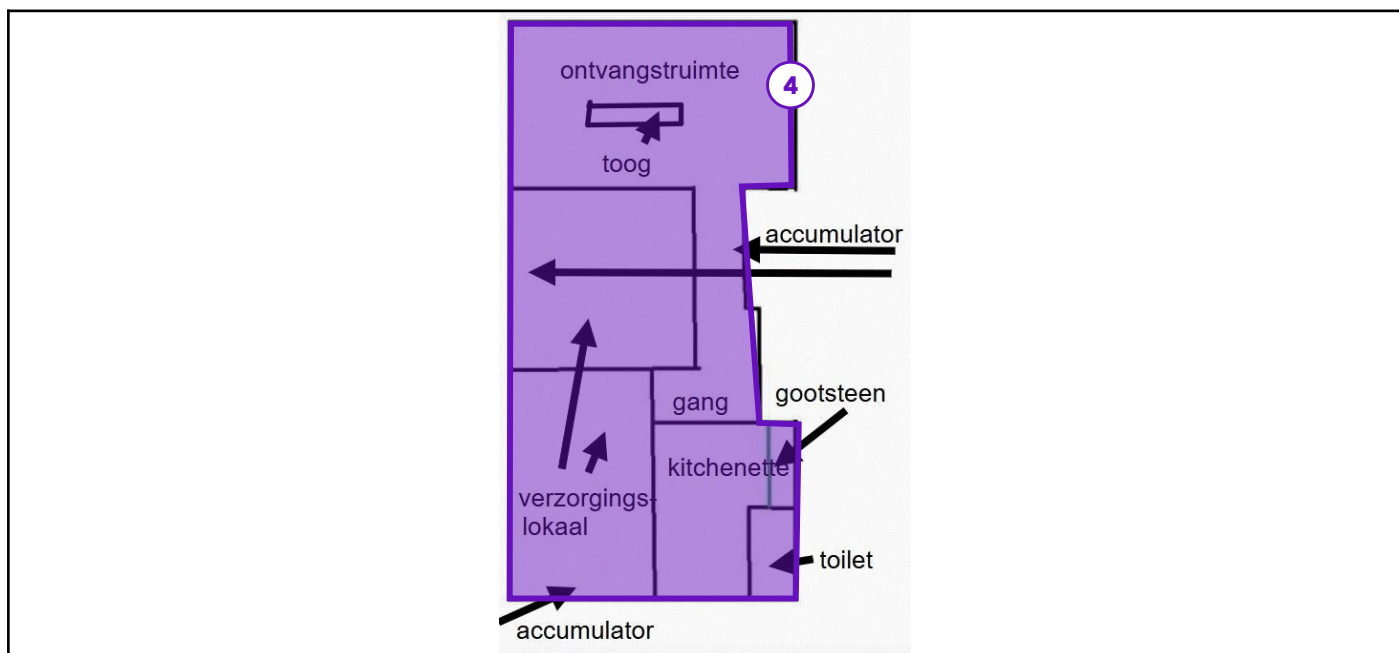 ontvangstruimte
4
toog
accumulator
gootsteen
gang
kitchenette
verzorgings-
lokaal
toilet
accumulator